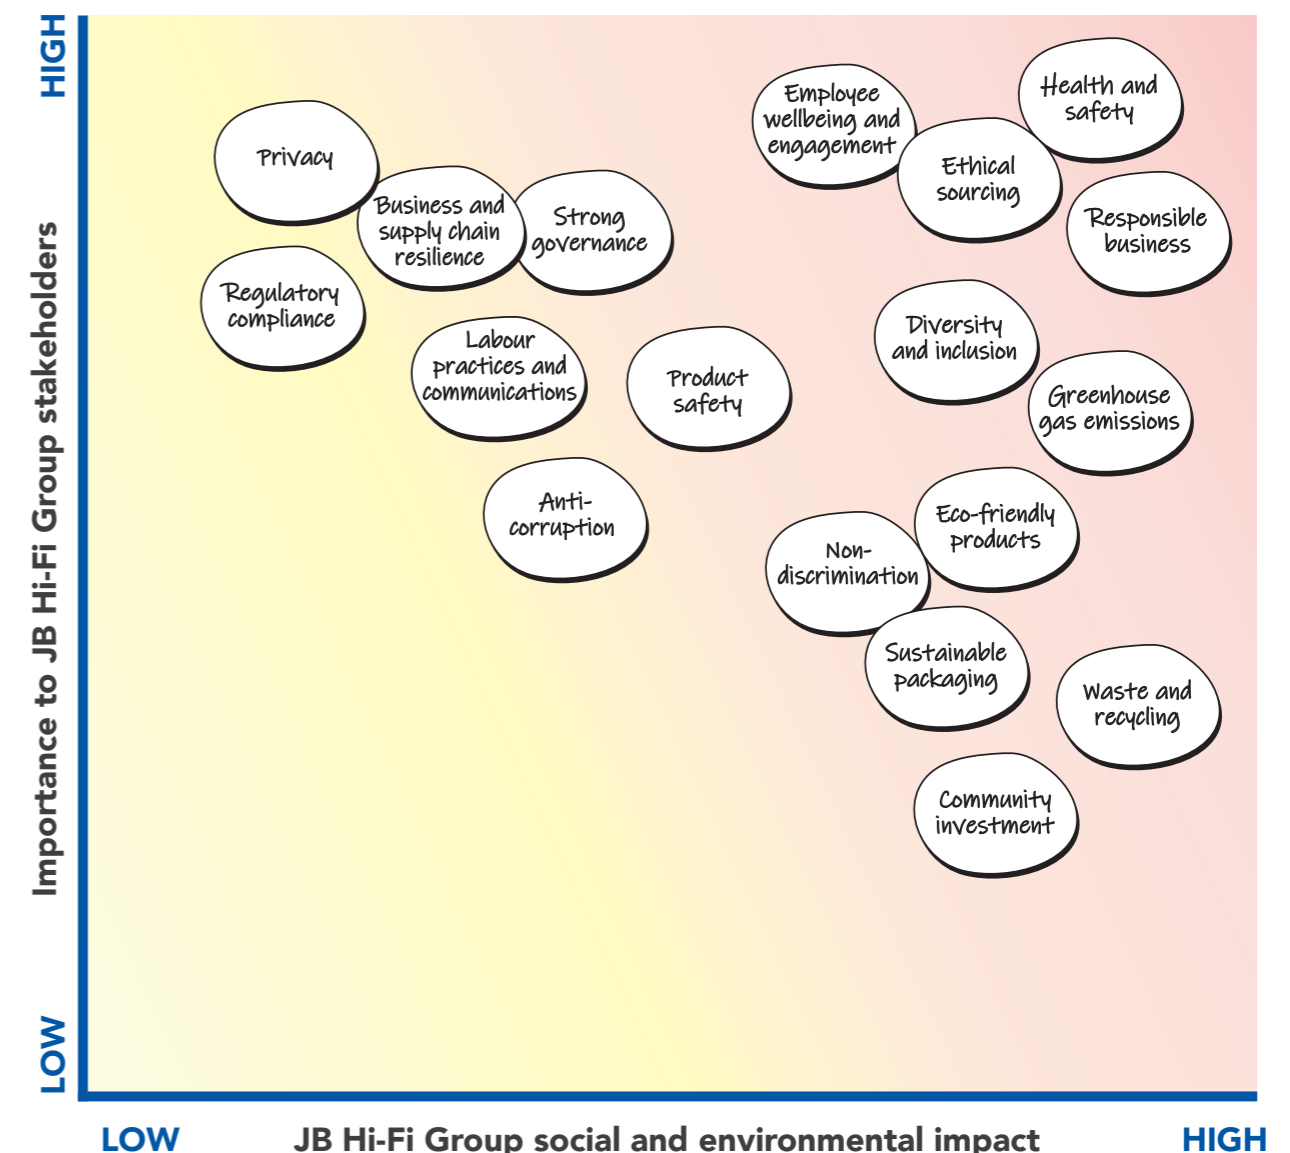 HIGH
Importance to JB Hi-Fi Group stakeholders
LOW
Privacy
Business and
supply chain
resilience
Strong
governance
Regulatory
compliance
Labour
practices and
communications
Product
safety
Anti-
corruption
Employee
wellbeing and
engagement
Health and
safety
Ethical
sourcing
Responsible
business
Diversity
and inclusion
Greenhouse
gas emissions
Eco-friendly
products
Non-
discrimination
Sustainable
packaging
Waste and
recycling
Community
investment
LOW
JB Hi-Fi Group social and environmental impact
HIGH